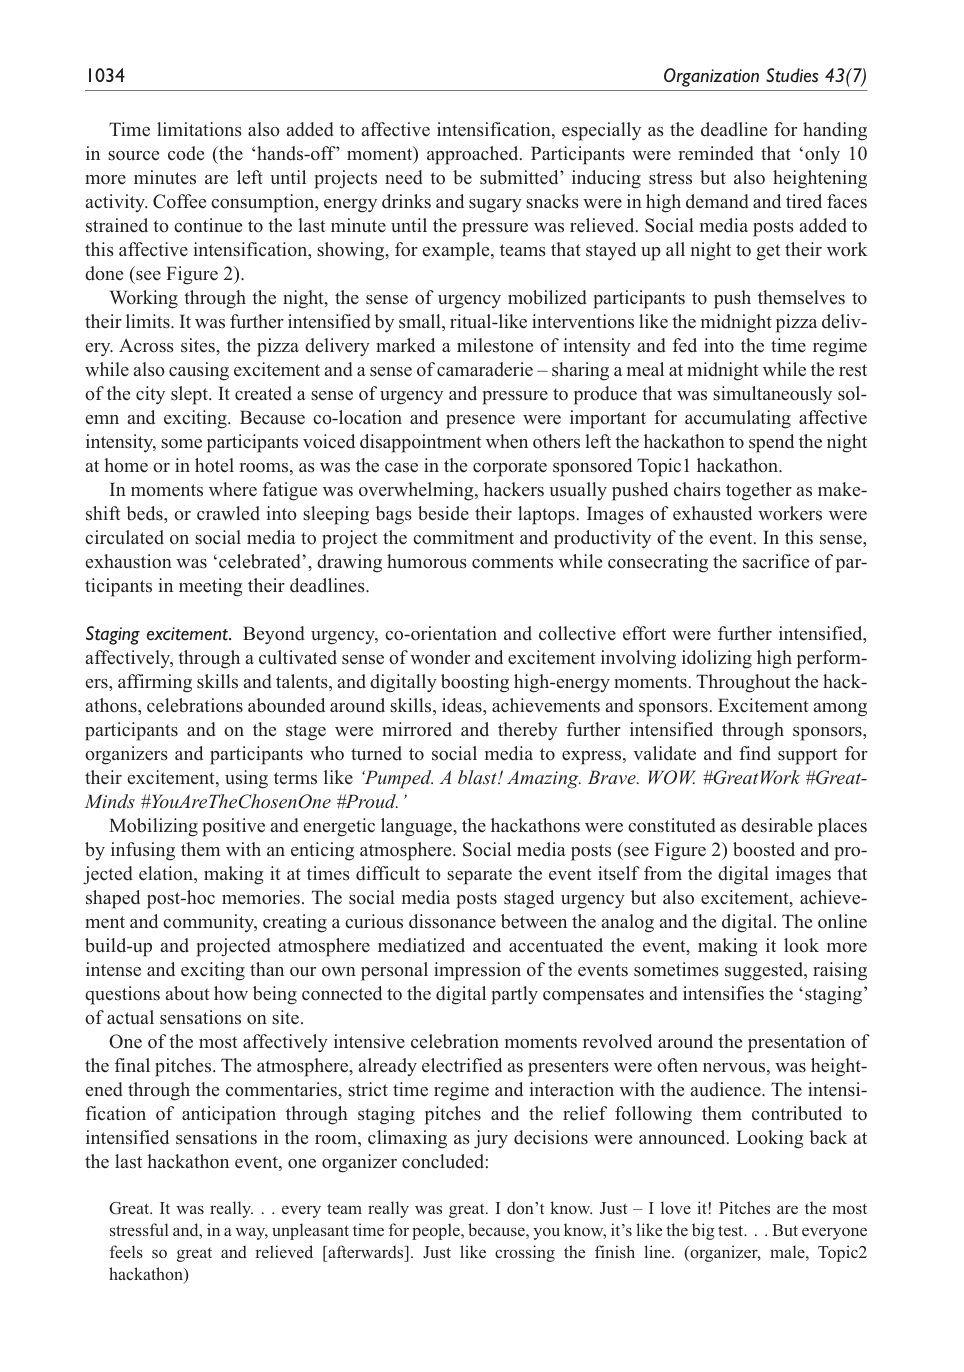 1034
Organization Studies 43(7)
Time limitations also added to affective intensification, especially as the deadline for handing
in source code (the ‘hands-off’ moment) approached. Participants were reminded that ‘only 10
more minutes are left until projects need to be submitted’ inducing stress but also heightening
activity. Coffee consumption, energy drinks and sugary snacks were in high demand and tired faces
strained to continue to the last minute until the pressure was relieved. Social media posts added to
this affective intensification, showing, for example, teams that stayed up all night to get their work
done (see Figure 2).
Working through the night, the sense of urgency mobilized participants to push themselves to
their limits. It was further intensified by small, ritual-like interventions like the midnight pizza deliv-
ery. Across sites, the pizza delivery marked a milestone of intensity and fed into the time regime
while also causing excitement and a sense of camaraderie – sharing a meal at midnight while the rest
of the city slept. It created a sense of urgency and pressure to produce that was simultaneously sol-
emn and exciting. Because co-location and presence were important for accumulating affective
intensity, some participants voiced disappointment when others left the hackathon to spend the night
at home or in hotel rooms, as was the case in the corporate sponsored Topic1 hackathon.
In moments where fatigue was overwhelming, hackers usually pushed chairs together as make-
shift beds, or crawled into sleeping bags beside their laptops. Images of exhausted workers were
circulated on social media to project the commitment and productivity of the event. In this sense,
exhaustion was ‘celebrated’, drawing humorous comments while consecrating the sacrifice of par-
ticipants in meeting their deadlines.
Staging excitement. Beyond urgency, co-orientation and collective effort were further intensified,
affectively, through a cultivated sense of wonder and excitement involving idolizing high perform-
ers, affirming skills and talents, and digitally boosting high-energy moments. Throughout the hack-
athons, celebrations abounded around skills, ideas, achievements and sponsors. Excitement among
participants and on the stage were mirrored and thereby further intensified through sponsors,
organizers and participants who turned to social media to express, validate and find support for
their excitement, using terms like ‘Pumped. A blast! Amazing. Brave. WOW. #GreatWork #Great-
Minds #YouAreTheChosenOne #Proud.’
Mobilizing positive and energetic language, the hackathons were constituted as desirable places
by infusing them with an enticing atmosphere. Social media posts (see Figure 2) boosted and pro-
jected elation, making it at times difficult to separate the event itself from the digital images that
shaped post-hoc memories. The social media posts staged urgency but also excitement, achieve-
ment and community, creating a curious dissonance between the analog and the digital. The online
build-up and projected atmosphere mediatized and accentuated the event, making it look more
intense and exciting than our own personal impression of the events sometimes suggested, raising
questions about how being connected to the digital partly compensates and intensifies the ‘staging’
of actual sensations on site.
One of the most affectively intensive celebration moments revolved around the presentation of
the final pitches. The atmosphere, already electrified as presenters were often nervous, was height-
ened through the commentaries, strict time regime and interaction with the audience. The intensi-
fication of anticipation through staging pitches and the relief following them contributed to
intensified sensations in the room, climaxing as jury decisions were announced. Looking back at
the last hackathon event, one organizer concluded:
Great. It was really. . . every team really was great. I don’t know. Just – I love it! Pitches are the most
stressful and, in a way, unpleasant time for people, because, you know, it’s like the big test. . . But everyone
feels so great and relieved [afterwards]. Just like crossing the finish line. (organizer, male, Topic2
hackathon)